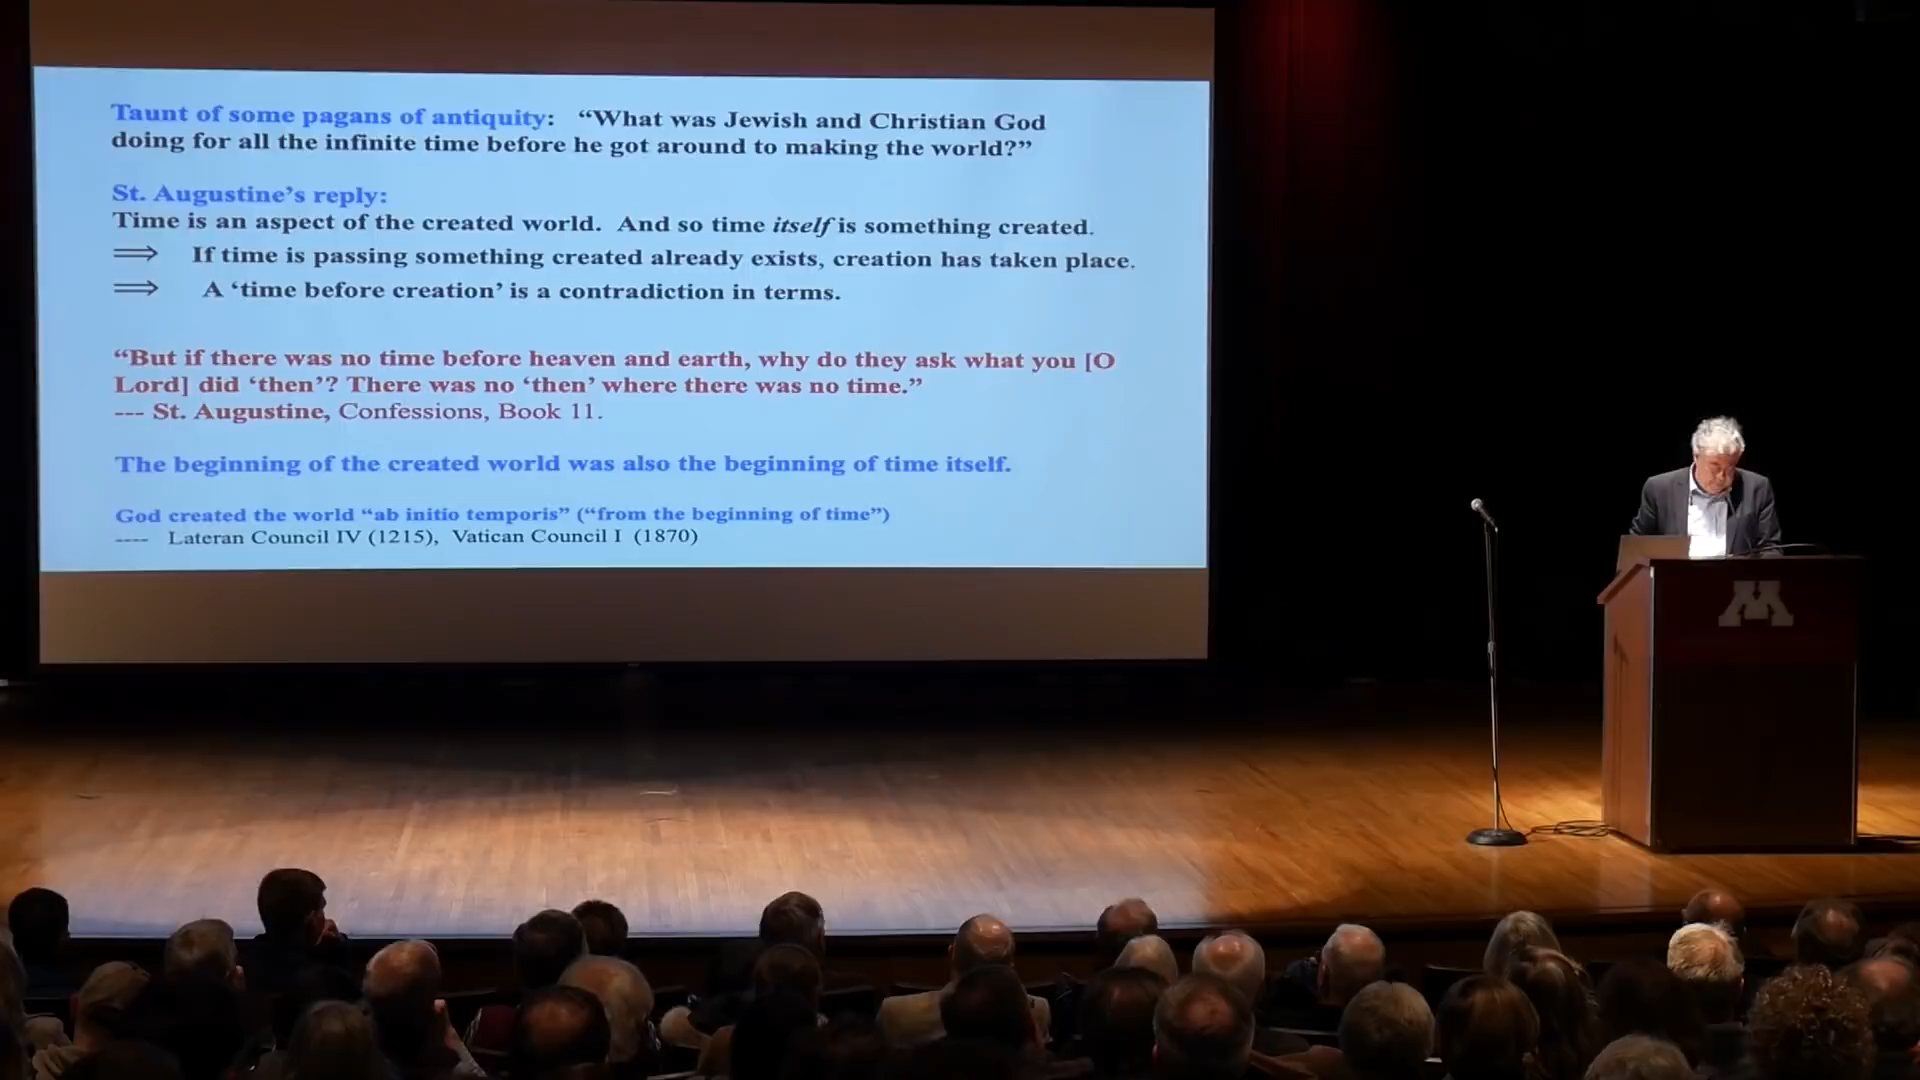 Taunt of some pagans of antiquity: “What was Jewish and Christian God
doing for all the infinite time before he got around to making the world?”
St. Augustine’s reply:
Time is an aspect of the created world. And so time itself is something created.
⟹ If time is passing something created already exists, creation has taken place.
⟹ A ‘time before creation’ is a contradiction in terms.
“But if there was no time before heaven and earth, why do they ask what you [O
Lord] did ‘then’? There was no ‘then’ where there was no time.”
--- St. Augustine, Confessions, Book 11.
The beginning of the created world was also the beginning of time itself.
God created the world “ab initio temporis” (“from the beginning of time”)
---- Lateran Council IV (1215), Vatican Council I (1870)
M